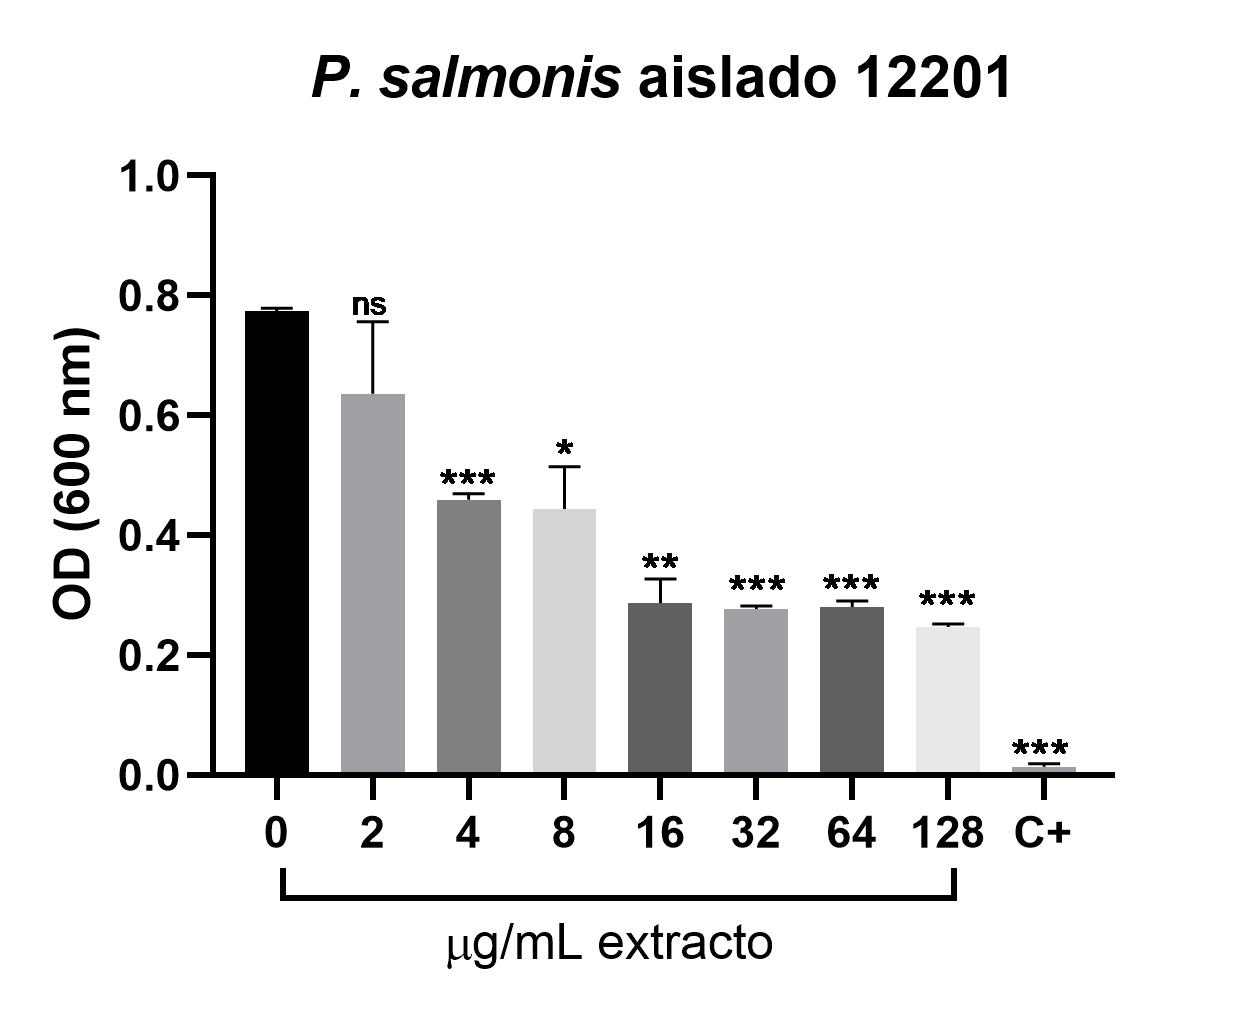 P. salmonis aislado 12201
OD (600 nm)
1.0
0.8
0.6
0.4
0.2
0.0
ns
***
*
**
***
***
***
***
0 2 4 8 16 32 64 128 C+
μg/mL extracto